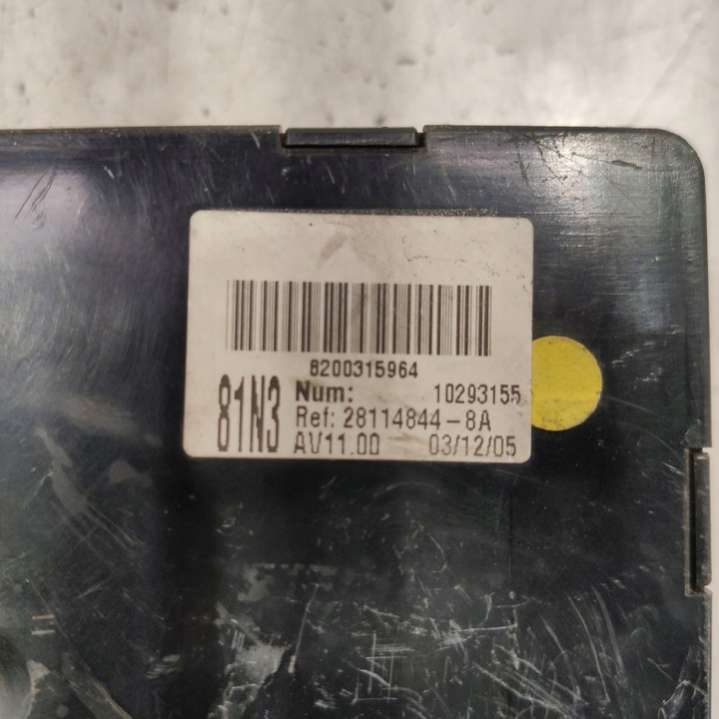 8200315964
81N3
Num: 10293155
Ref: 28114844-8A
AV11.00 03/12/05